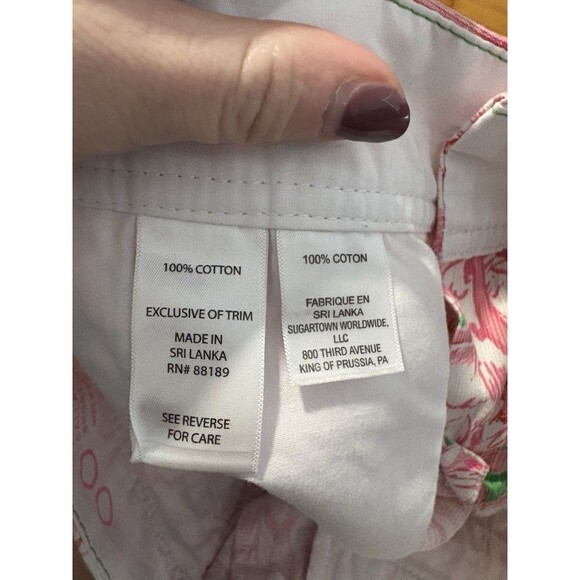 100% COTTON
EXCLUSIVE OF TRIM
MADE IN
SRI LANKA
RN# 88189
SEE REVERSE
FOR CARE
100% COTON
FABRIQUE EN
SRI LANKA
SUGARTOWN WORLDWIDE,
LLC
800 THIRD AVENUE
KING OF PRUSSIA, PA